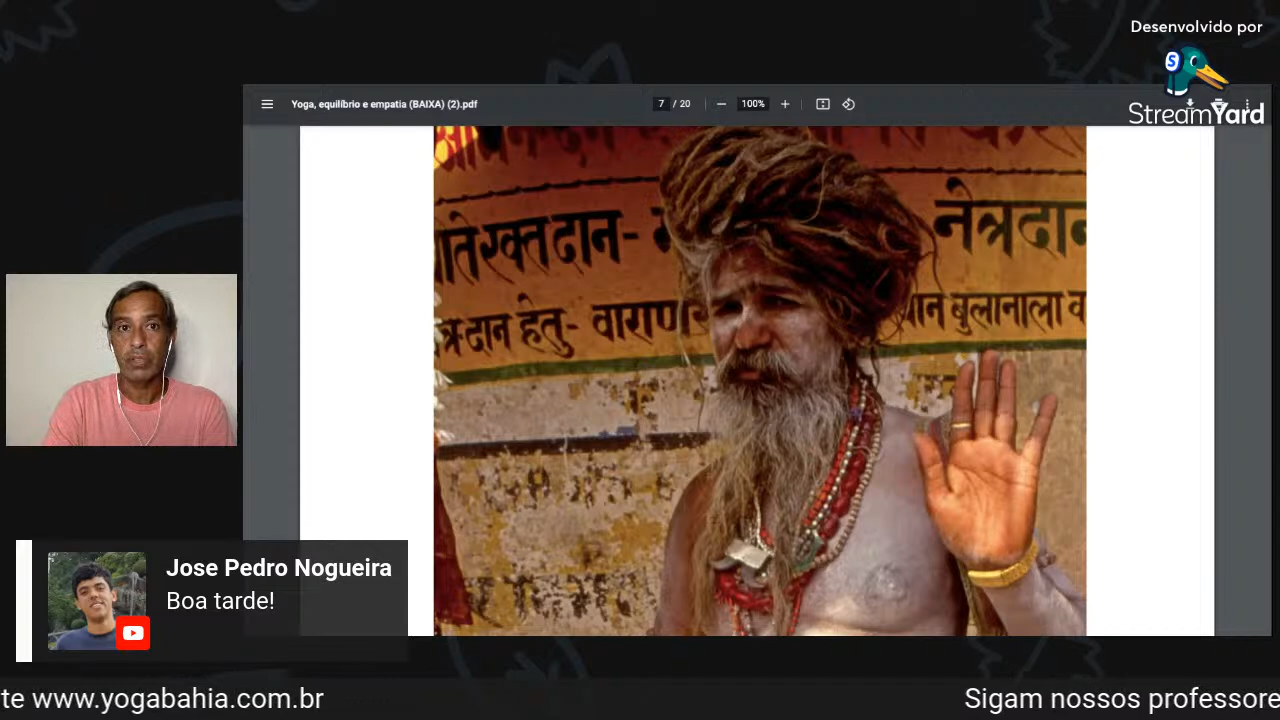 Desenvolvido por
StreamYard
Yoga, equilíbrio e empatia (BAIXA) (2).pdf
7 / 20
100%
रक्तदान-
नेत्रदान
दान हेतु-
बुलानाला
Jose Pedro Nogueira
Boa tarde!
te www.yogabahia.com.br
Sigam nossos professore